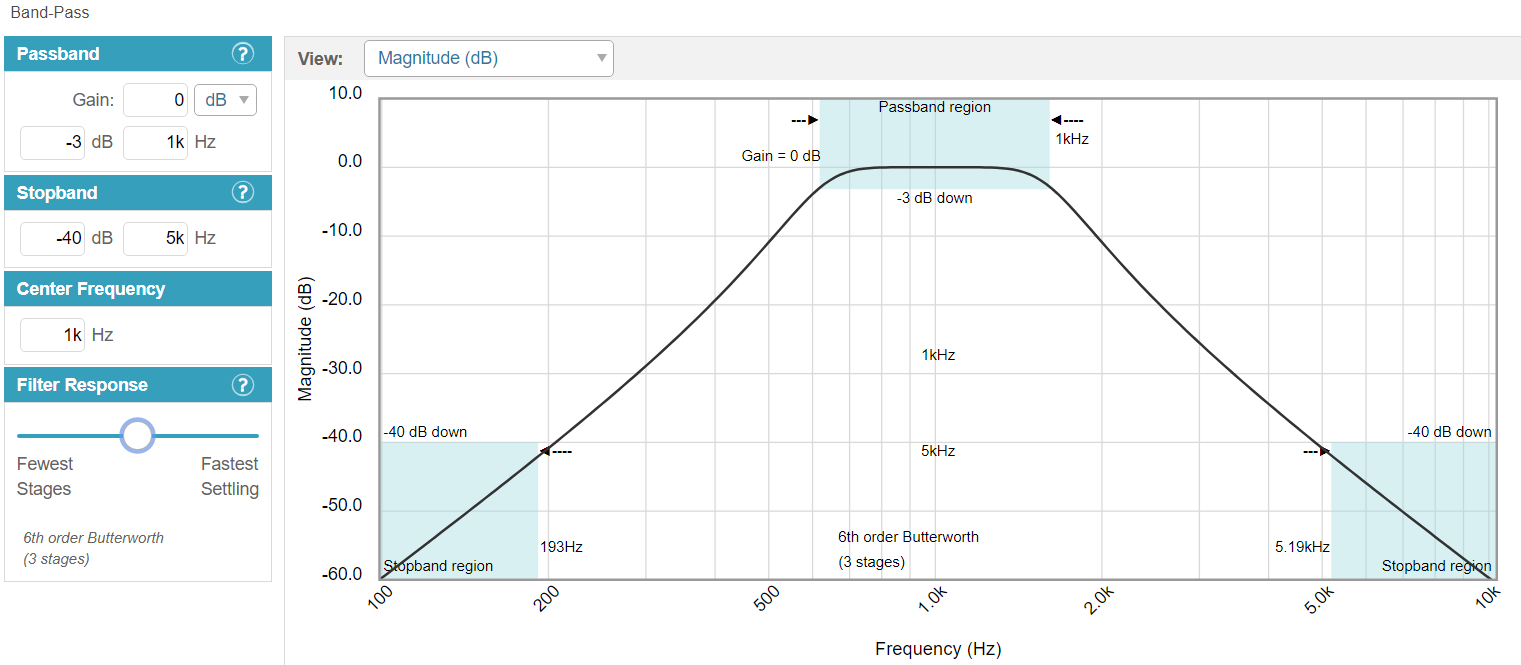 Band-Pass
Passband ?
Gain: 0 dB
-3 dB 1k Hz
Stopband ?
-40 dB 5k Hz
Center Frequency
1k Hz
Filter Response ?
Fewest Stages
Fastest Settling
6th order Butterworth
(3 stages)
View: Magnitude (dB)
10.0
0.0
-10.0
-20.0
-30.0
-40.0
-50.0
-60.0
Magnitude (dB)
Passband region
1kHz
Gain = 0 dB
-3 dB down
1kHz
-40 dB down
-40 dB down
5kHz
6th order Butterworth
(3 stages)
193Hz
5.19kHz
Stopband region
Stopband region
100
200
500
1.0k
2.0k
5.0k
10k
Frequency (Hz)